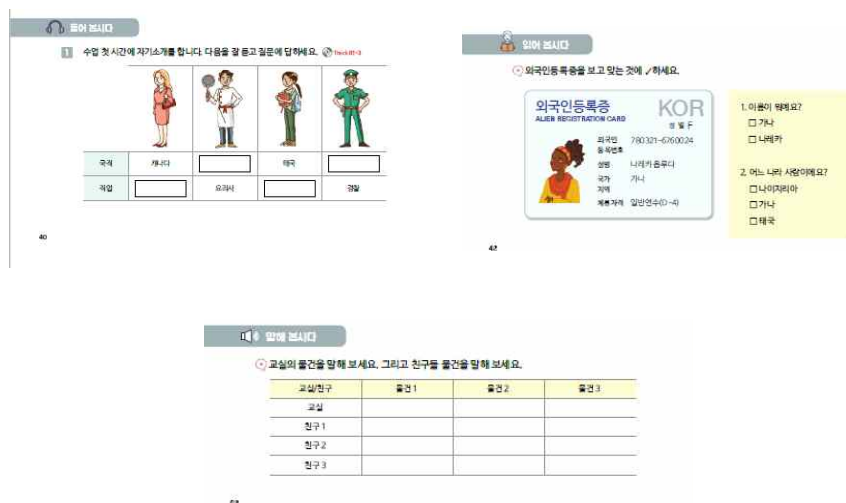 들어 봅시다
1 수업 첫 시간에 자기소개를 합니다. 다음을 잘 듣고 질문에 답하세요.
국적 캐나다 태국
직업 요리사 경찰
40
읽어 봅시다
외국인등록증을 보고 맞는 것에 ✓하세요.
외국인등록증 KOR
ALIEN REGISTRATION CARD 성별 F
외국인 등록번호 780321-6760024
성명 나레카 음루다
국가 지역 가나
체류자격 일반연수(D-4)
1. 이름이 뭐예요?
□ 가나
□ 나레카
2. 어느 나라 사람이에요?
□ 나이지리아
□ 가나
□ 태국
42
말해 봅시다
교실의 물건을 말해 보세요. 그리고 친구들 물건을 말해 보세요.
교실/친구 물건1 물건2 물건3
교실
친구1
친구2
친구3